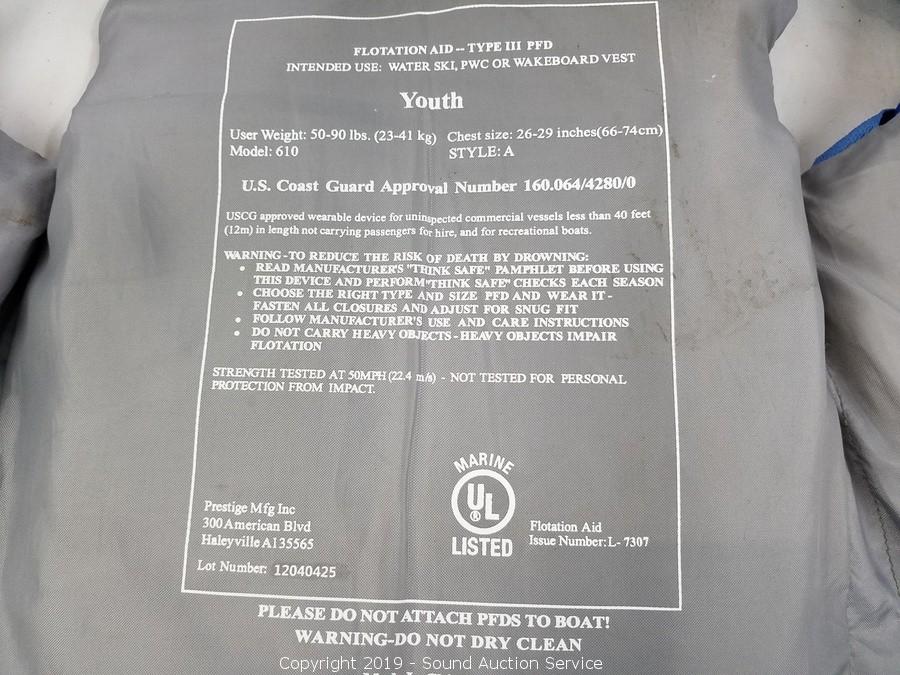 FLOTATION AID -- TYPE III PFD
INTENDED USE: WATER SKI, PWC OR WAKEBOARD VEST
Youth
User Weight: 50-90 lbs. (23-41 kg) Chest size: 26-29 inches(66-74cm)
Model: 610 STYLE: A
U.S. Coast Guard Approval Number 160.064/4280/0
USCG approved wearable device for uninspected commercial vessels less than 40 feet
(12m) in length not carrying passengers for hire, and for recreational boats.
WARNING -TO REDUCE THE RISK OF DEATH BY DROWNING:
• READ MANUFACTURER'S "THINK SAFE" PAMPHLET BEFORE USING
THIS DEVICE AND PERFORM "THINK SAFE" CHECKS EACH SEASON
• CHOOSE THE RIGHT TYPE AND SIZE PFD AND WEAR IT -
FASTEN ALL CLOSURES AND ADJUST FOR SNUG FIT
• FOLLOW MANUFACTURER'S USE AND CARE INSTRUCTIONS
• DO NOT CARRY HEAVY OBJECTS - HEAVY OBJECTS IMPAIR
FLOTATION
STRENGTH TESTED AT 50MPH (22.4 m/s) - NOT TESTED FOR PERSONAL
PROTECTION FROM IMPACT.
MARINE
UL
®
LISTED
Prestige Mfg Inc
300 American Blvd
Haleyville Al35565
Lot Number: 12040425
Flotation Aid
Issue Number: L- 7307
PLEASE DO NOT ATTACH PFDS TO BOAT!
WARNING-DO NOT DRY CLEAN
Copyright 2019 - Sound Auction Service